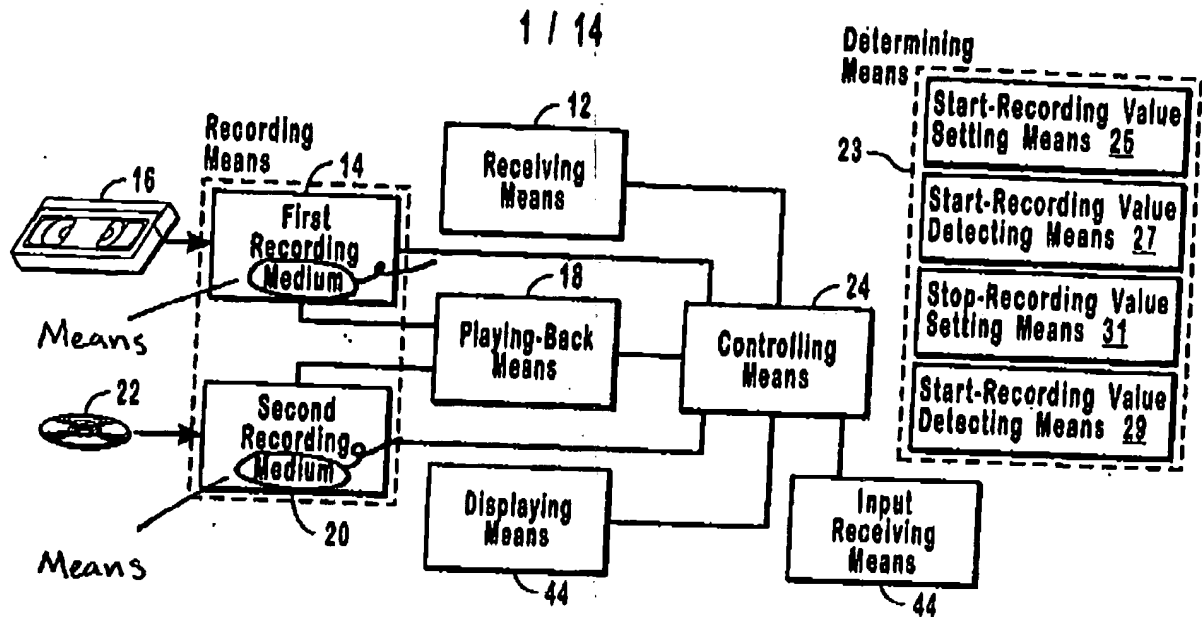 1 / 14
Determining
Means
Start-Recording Value
Setting Means 25
23
Start-Recording Value
Detecting Means 27
Stop-Recording Value
Setting Means 31
Start-Recording Value
Detecting Means 29
12
Receiving
Means
Recording
Means
14
16
First
Recording
Medium
Means
18
Playing-Back
Means
24
Controlling
Means
22
Second
Recording
Medium
20
Means
Displaying
Means
44
Input
Receiving
Means
44